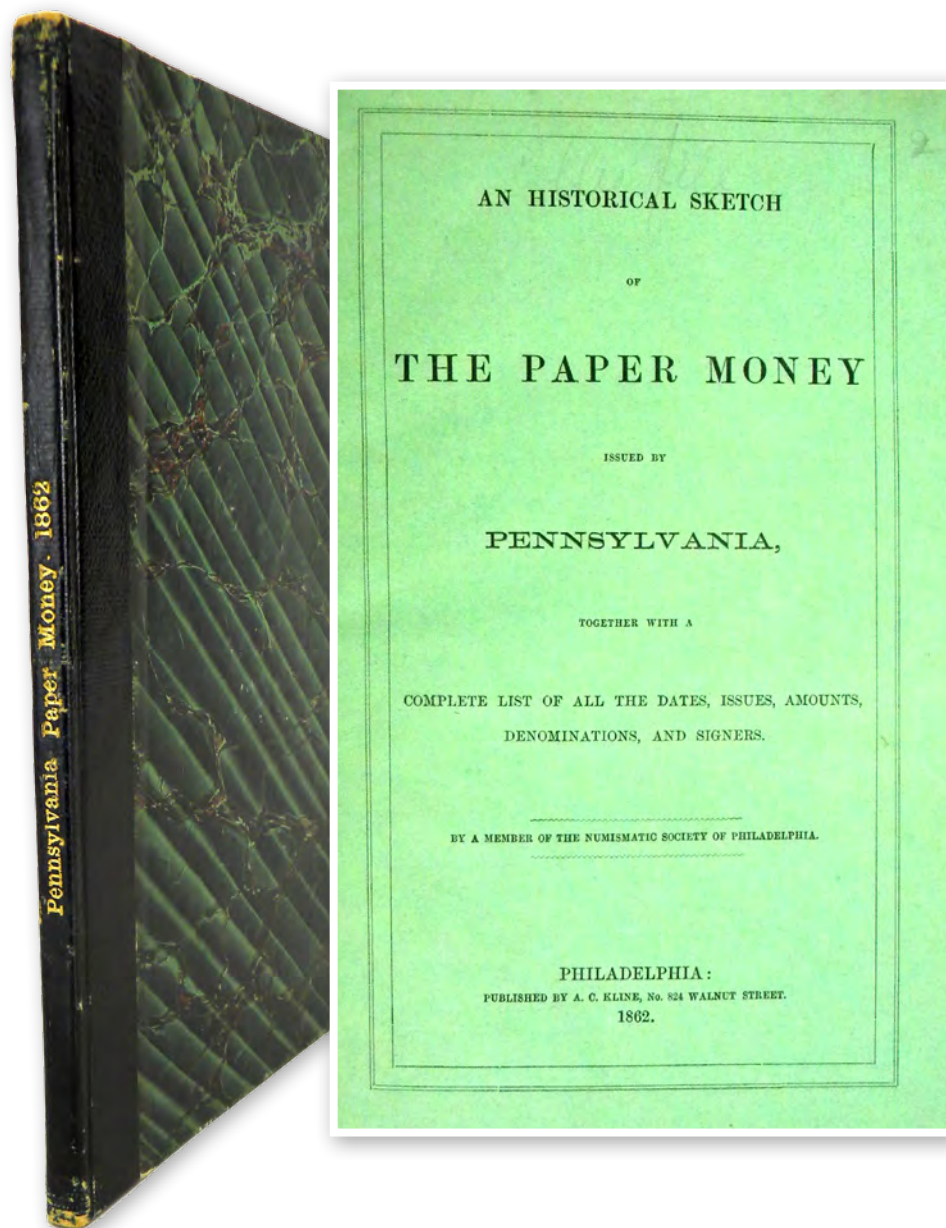 Pennsylvania Paper Money. 1862
AN HISTORICAL SKETCH
OF
THE PAPER MONEY
ISSUED BY
PENNSYLVANIA,
TOGETHER WITH A
COMPLETE LIST OF ALL THE DATES, ISSUES, AMOUNTS,
DENOMINATIONS, AND SIGNERS.
BY A MEMBER OF THE NUMISMATIC SOCIETY OF PHILADELPHIA.
PHILADELPHIA:
PUBLISHED BY A. C. KLINE, No. 824 WALNUT STREET.
1862.